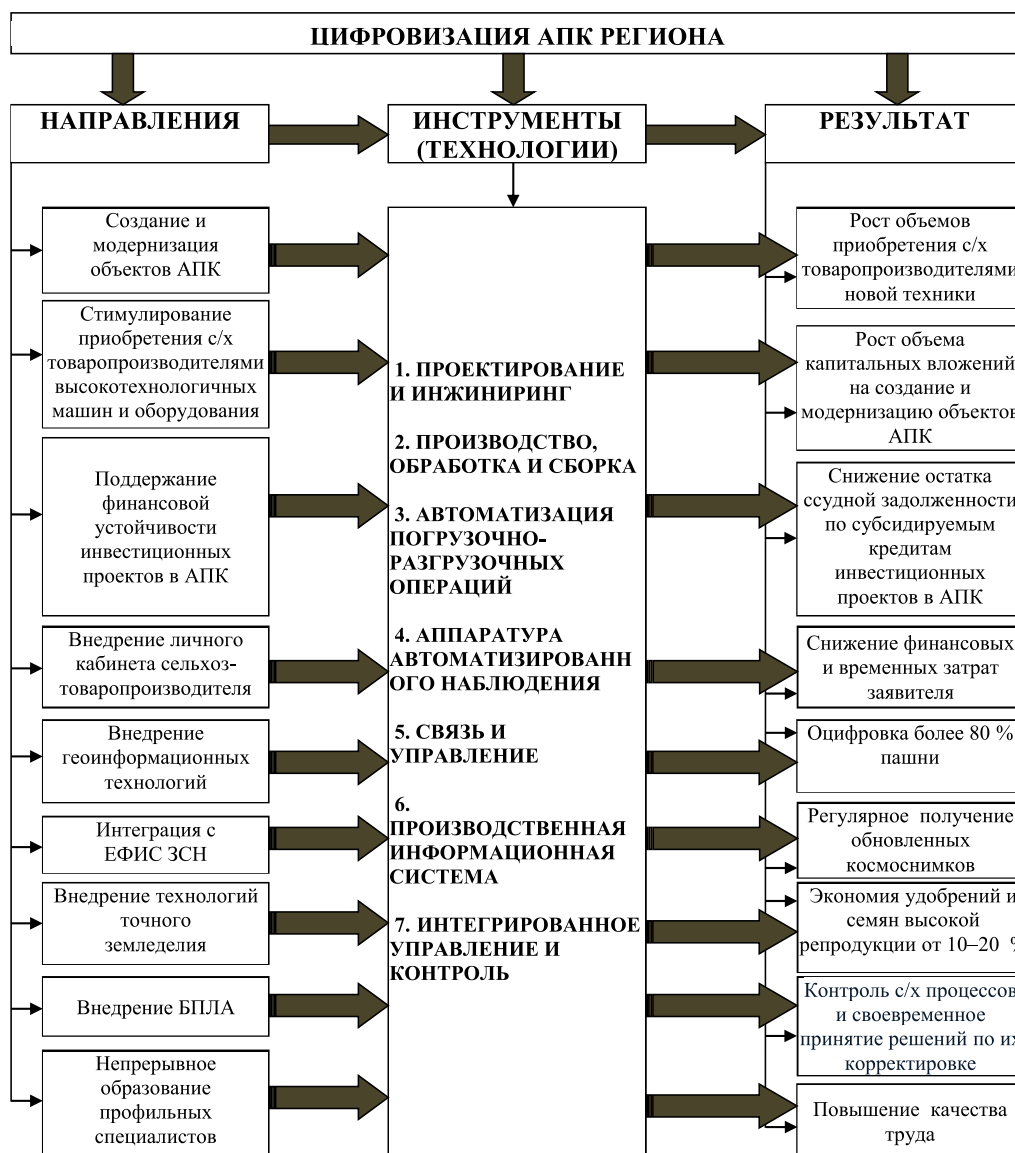 ЦИФРОВИЗАЦИЯ АПК РЕГИОНА
НАПРАВЛЕНИЯ
ИНСТРУМЕНТЫ
(ТЕХНОЛОГИИ)
РЕЗУЛЬТАТ
Создание и
модернизация
объектов АПК
Стимулирование
приобретения с/х
товаропроизводителями
высокотехнологичных
машин и оборудования
Поддержание
финансовой
устойчивости
инвестиционных
проектов в АПК
Внедрение личного
кабинета сельхоз-
товаропроизводителя
Внедрение
геоинформационных
технологий
Интеграция с
ЕФИС ЗСН
Внедрение технологий
точного
земледелия
Внедрение БПЛА
Непрерывное
образование
профильных
специалистов
1. ПРОЕКТИРОВАНИЕ
И ИНЖИНИРИНГ
2. ПРОИЗВОДСТВО,
ОБРАБОТКА И СБОРКА
3. АВТОМАТИЗАЦИЯ
ПОГРУЗОЧНО-
РАЗГРУЗОЧНЫХ
ОПЕРАЦИЙ
4. АППАРАТУРА
АВТОМАТИЗИРОВАНН
ОГО НАБЛЮДЕНИЯ
5. СВЯЗЬ И
УПРАВЛЕНИЕ
6.
ПРОИЗВОДСТВЕННАЯ
ИНФОРМАЦИОННАЯ
СИСТЕМА
7. ИНТЕГРИРОВАННОЕ
УПРАВЛЕНИЕ И
КОНТРОЛЬ
Рост объемов
приобретения с/х
товаропроизводителями
новой техники
Рост объема
капитальных вложений
на создание и
модернизацию объектов
АПК
Снижение остатка
ссудной задолженности
по субсидируемым
кредитам
инвестиционных
проектов в АПК
Снижение финансовых
и временных затрат
заявителя
Оцифровка более 80 %
пашни
Регулярное получение
обновленных
космоснимков
Экономия удобрений и
семян высокой
репродукции от 10–20 %
Контроль с/х процессов
и своевременное
принятие решений по их
корректировке
Повышение качества
труда